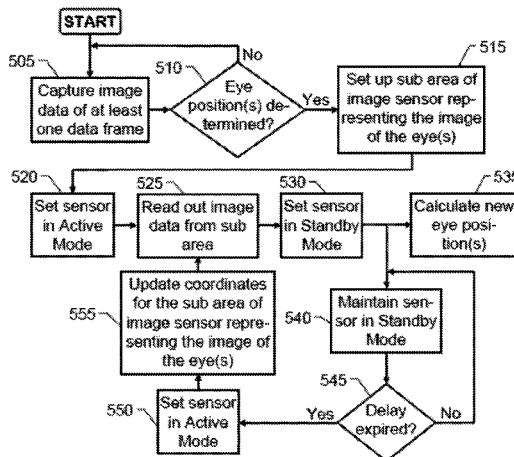 START
505
Capture image
data of at least
one data frame
No
510
Eye
position(s) de-
termined?
Yes
515
Set up sub area of
image sensor rep-
resenting the image
of the eye(s)
520
Set sensor
in Active
Mode
525
Read out image
data from sub
area
530
Set sensor
in Standby
Mode
535
Calculate new
eye posi-
tion(s)
555
Update coordinates
for the sub area of
image sensor repre-
senting the image of
the eye(s)
540
Maintain sen-
sor in Standby
Mode
545
Delay
expired?
Yes
No
550
Set sensor
in Active
Mode